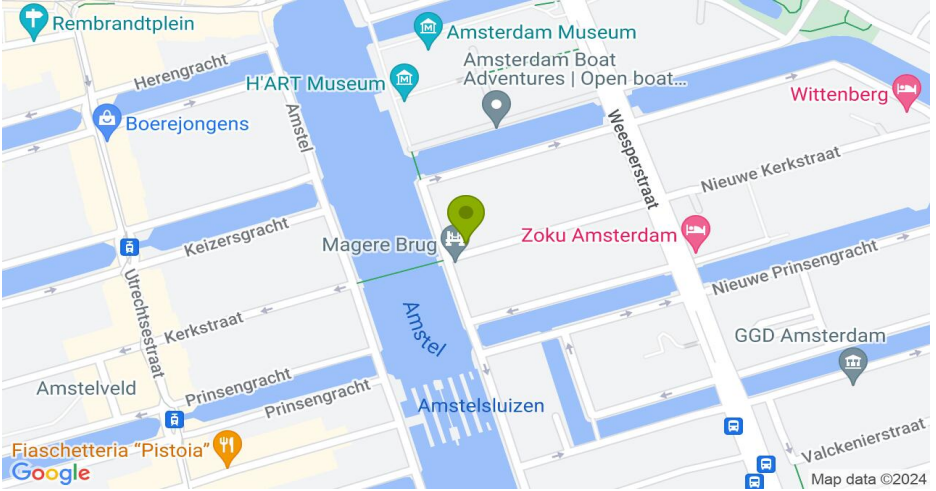 Rembrandtplein
Amsterdam Museum
Herengracht
H'ART Museum
Amsterdam Boat
Adventures | Open boat...
Wittenberg
Boerejongens
Amstel
Weesperstraat
Nieuwe Kerkstraat
Keizersgracht
Magere Brug
Zoku Amsterdam
Utrechtsestraat
Nieuwe Prinsengracht
Kerkstraat
Amstel
GGD Amsterdam
Amstelveld
Prinsengracht
Prinsengracht
Amstelsluizen
Fiaschetteria “Pistoia”
Valckenierstraat
Google
Map data ©2024